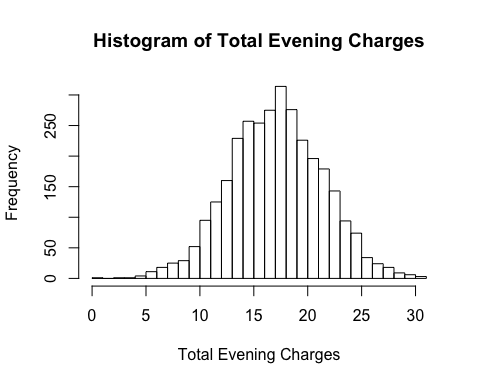 Histogram of Total Evening Charges
Frequency
250
150
50
0
0 5 10 15 20 25 30
Total Evening Charges